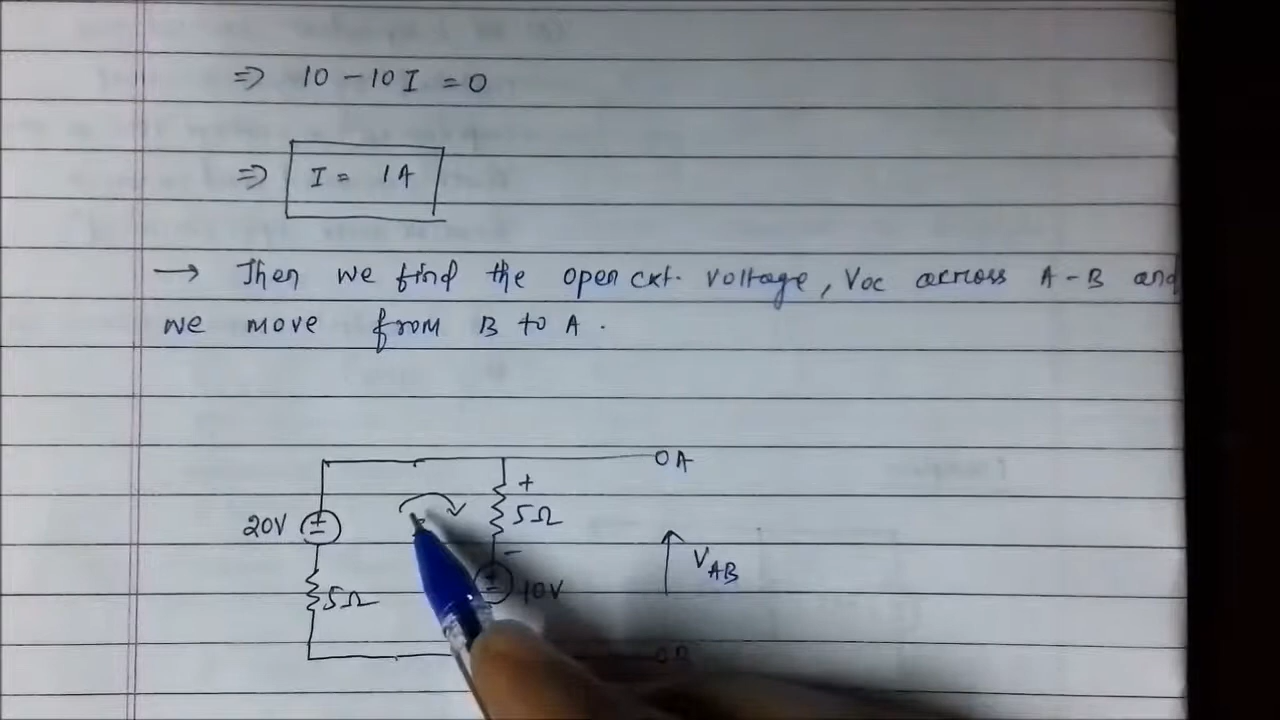 ⇒ 10 - 10 I = 0
⇒ I = 1A
→ Then we find the open ckt. voltage, Voc across A-B and
we move from B to A.
A
+
5Ω
20V
-
VAB
10V
5Ω